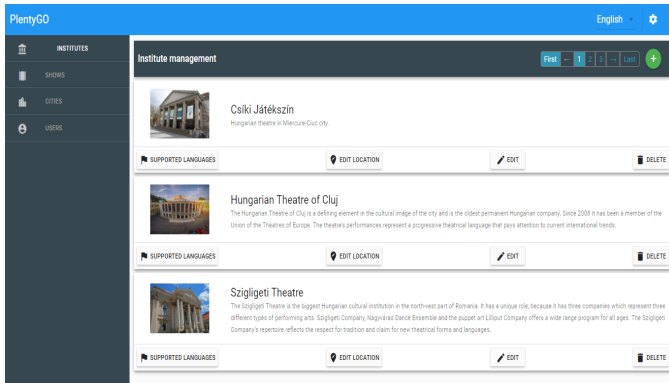 PlentyGO
English
INSTITUTES
SHOWS
CITIES
USERS
Institute management
First ← 1 2 3 → Last
+
Csíki Játékszín
Hungarian theatre in Miercurea-Ciuc city.
SUPPORTED LANGUAGES EDIT LOCATION EDIT DELETE
Hungarian Theatre of Cluj
The Hungarian Theatre of Cluj is a defining element in the cultural image of the city and is the oldest permanent Hungarian company. Since 2008 it has been a member of the
Union of the Theatres of Europe. The theatre's performances represent a progressive theatrical language that pays attention to current international trends.
SUPPORTED LANGUAGES EDIT LOCATION EDIT DELETE
Szigligeti Theatre
The Szigligeti Theatre is the biggest Hungarian cultural institution in the north-vest part of Romania. It has a unique role, because it has three companies which represent three
different types of performing arts. Szigligeti Company, Nagyvárad Dance Ensemble and the puppet art Lilliput Company offers a wide range program for all ages. The Szigligeti
Company's repertoire reflects the respect for tradition and claim for new theatrical forms and languages.
SUPPORTED LANGUAGES EDIT LOCATION EDIT DELETE